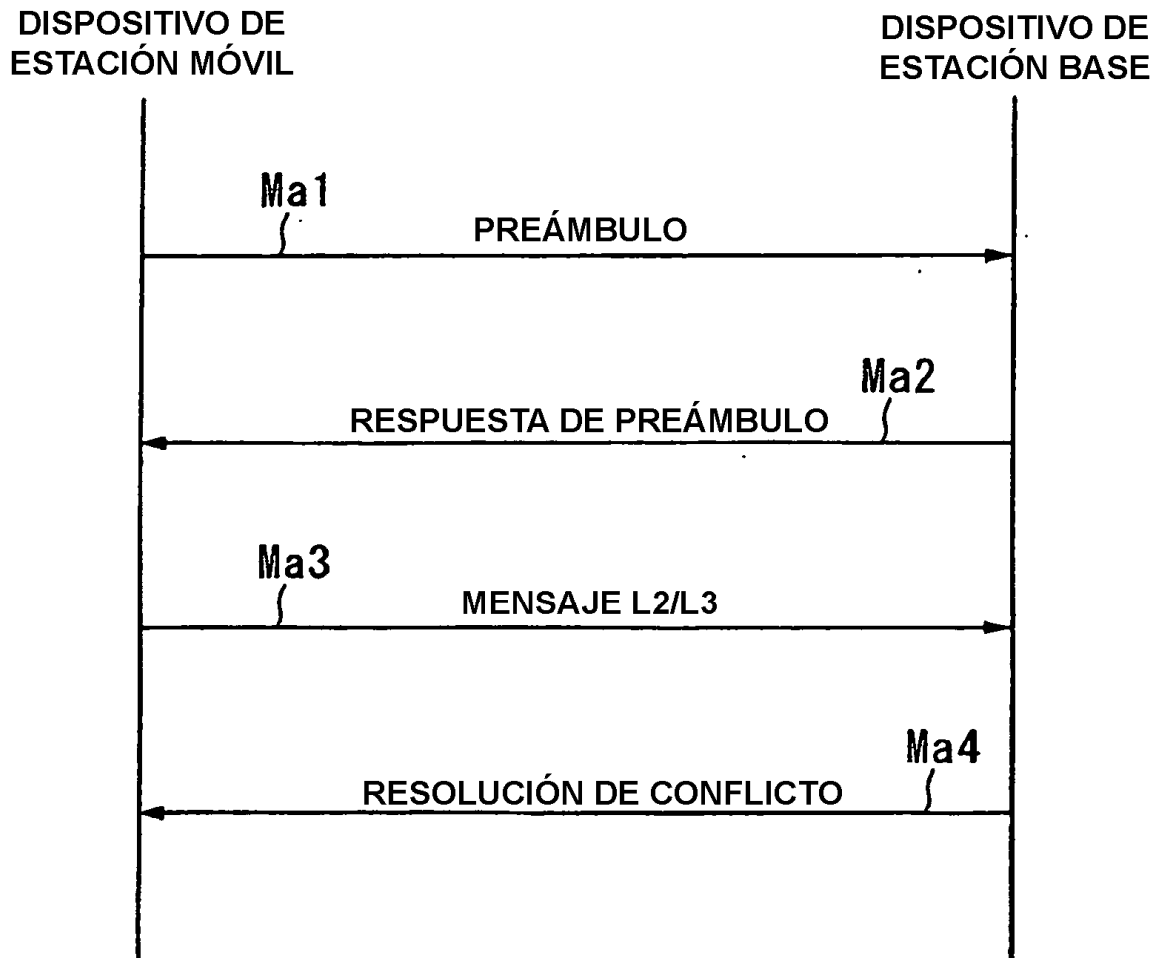 DISPOSITIVO DE
ESTACIÓN MÓVIL
DISPOSITIVO DE
ESTACIÓN BASE
Ma1
PREÁMBULO
Ma2
RESPUESTA DE PREÁMBULO
Ma3
MENSAJE L2/L3
Ma4
RESOLUCIÓN DE CONFLICTO